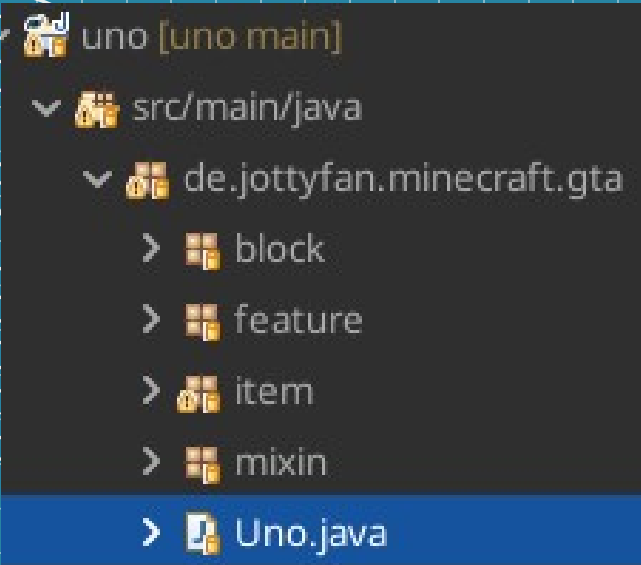 uno [uno main]
src/main/java
de.jottyfan.minecraft.gta
block
feature
item
mixin
Uno.java